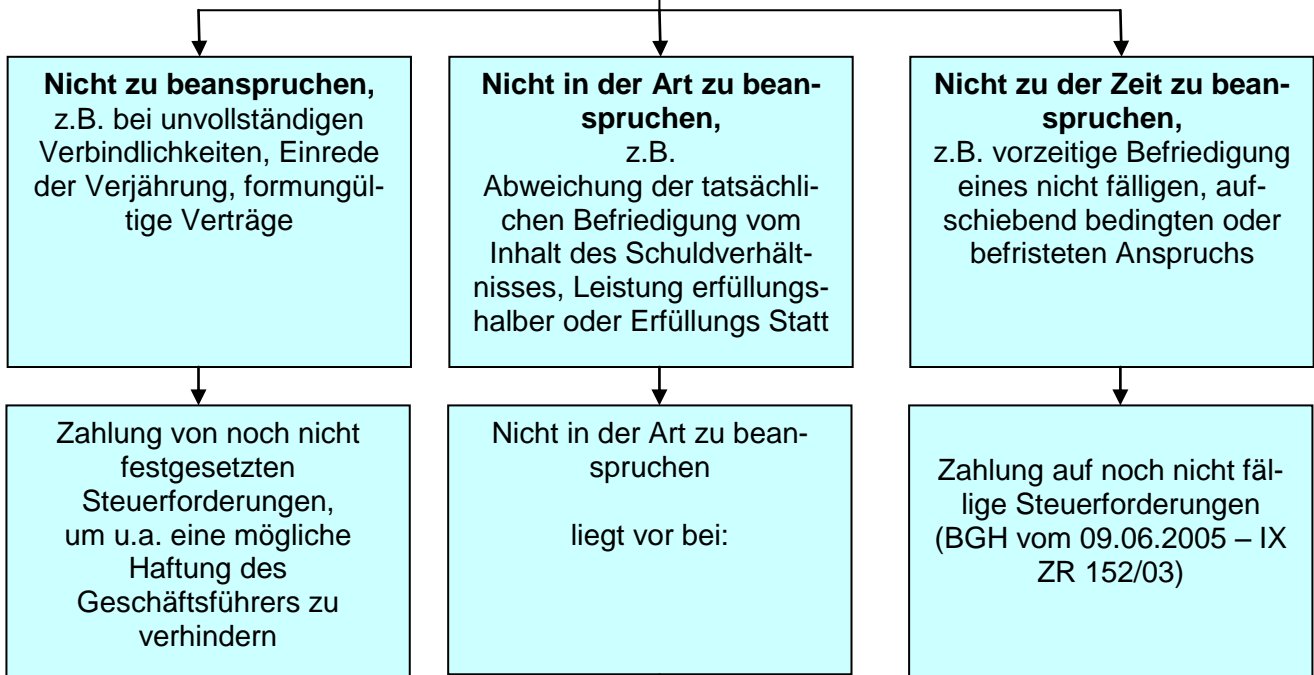 Nicht zu beanspruchen,
z.B. bei unvollständigen
Verbindlichkeiten, Einrede
der Verjährung, formungül-
tige Verträge
Nicht in der Art zu bean-
spruchen,
z.B.
Abweichung der tatsächli-
chen Befriedigung vom
Inhalt des Schuldverhält-
nisses, Leistung erfüllungs-
halber oder Erfüllungs Statt
Nicht zu der Zeit zu bean-
spruchen,
z.B. vorzeitige Befriedigung
eines nicht fälligen, auf-
schiebend bedingten oder
befristeten Anspruchs
Zahlung von noch nicht
festgesetzten
Steuerforderungen,
um u.a. eine mögliche
Haftung des
Geschäftsführers zu
verhindern
Nicht in der Art zu bean-
spruchen
liegt vor bei:
Zahlung auf noch nicht fäl-
lige Steuerforderungen
(BGH vom 09.06.2005 – IX
ZR 152/03)